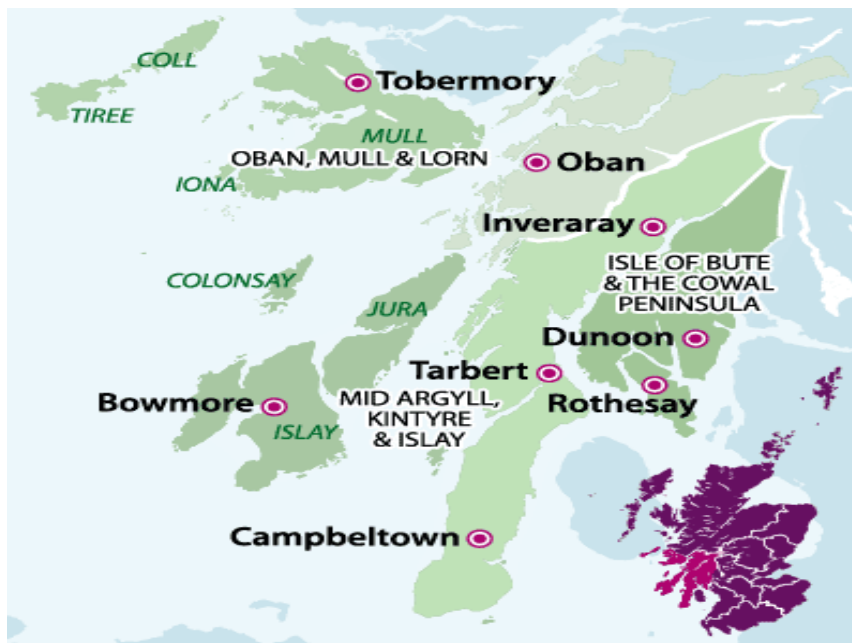 COLL
Tobermory
TIREE
MULL
OBAN, MULL & LORN
Oban
IONA
Inveraray
ISLE OF BUTE
& THE COWAL
PENINSULA
COLONSAY
JURA
Dunoon
Tarbert
Bowmore
MID ARGYLL,
KINTYRE
& ISLAY
Rothesay
ISLAY
Campbeltown